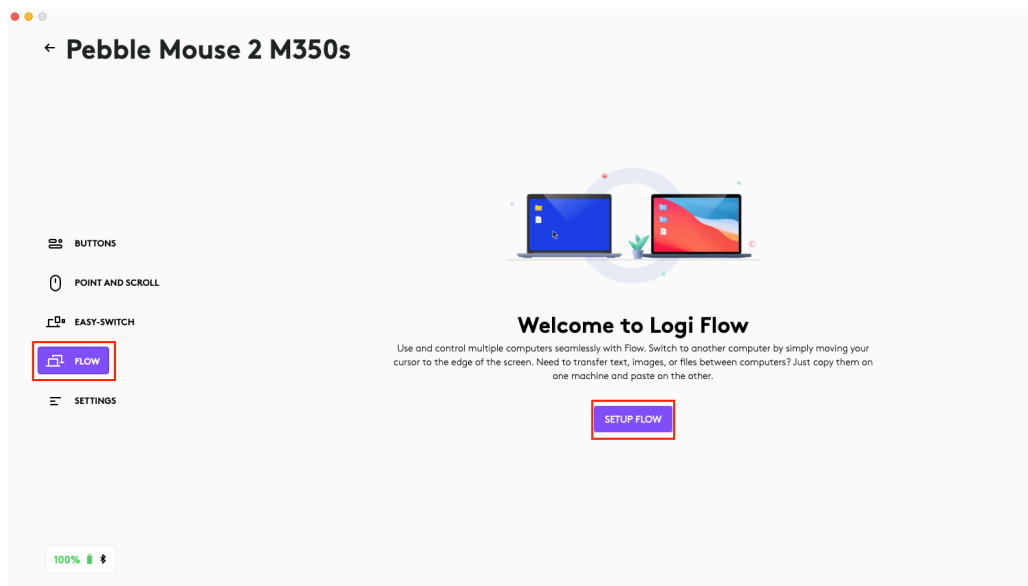 ← Pebble Mouse 2 M350s
BUTTONS
POINT AND SCROLL
EASY-SWITCH
FLOW
SETTINGS
Welcome to Logi Flow
Use and control multiple computers seamlessly with Flow. Switch to another computer by simply moving your
cursor to the edge of the screen. Need to transfer text, images, or files between computers? Just copy them on
one machine and paste on the other.
SETUP FLOW
100%